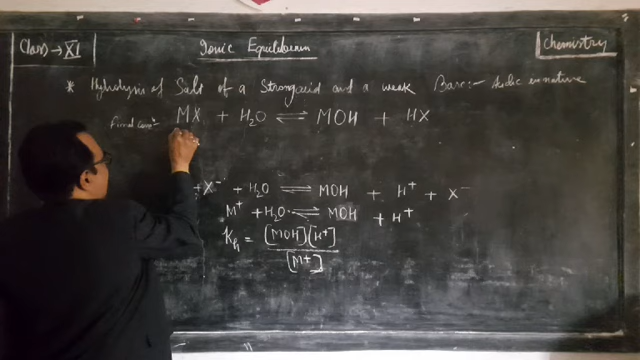 Class → XI
Ionic Equilibrium
Chemistry
* Hydrolysis of Salt of a Strong acid and a weak Base:- Acidic in nature
MX + H₂O ⇌ MOH + HX
+ X⁻ + H₂O ⇌ MOH + H⁺ + X⁻
M⁺ + H₂O ⇌ MOH + H⁺
Kh = [MOH][H⁺]
[M+]